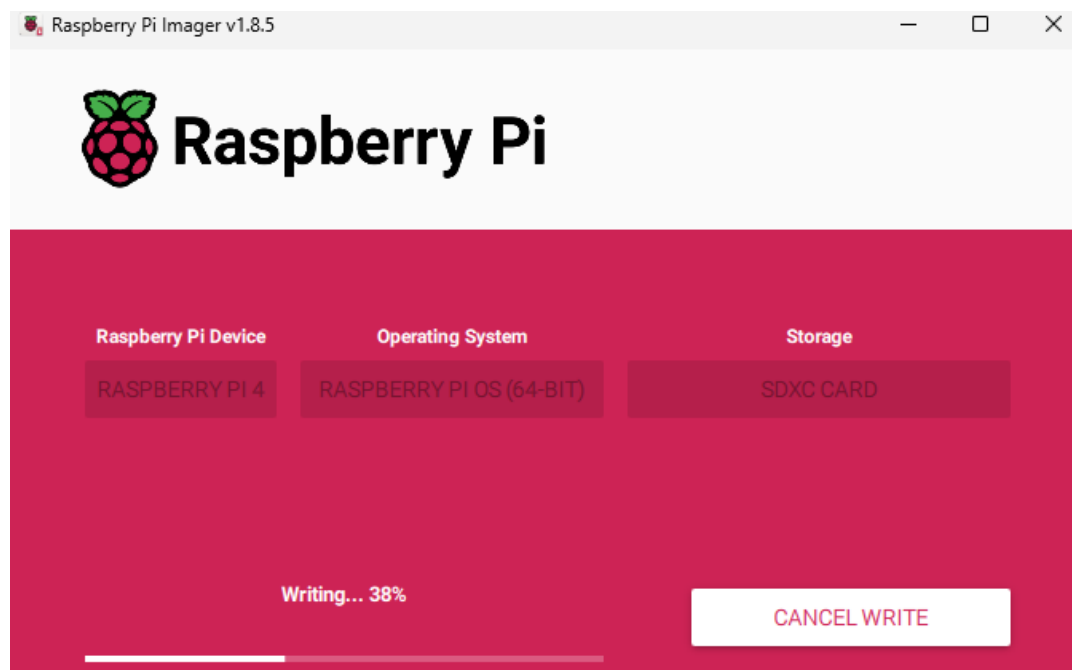 Raspberry Pi Imager v1.8.5
Raspberry Pi
Raspberry Pi Device Operating System Storage
RASPBERRY PI 4 RASPBERRY PI OS (64-BIT) SDXC CARD
Writing... 38%
CANCEL WRITE